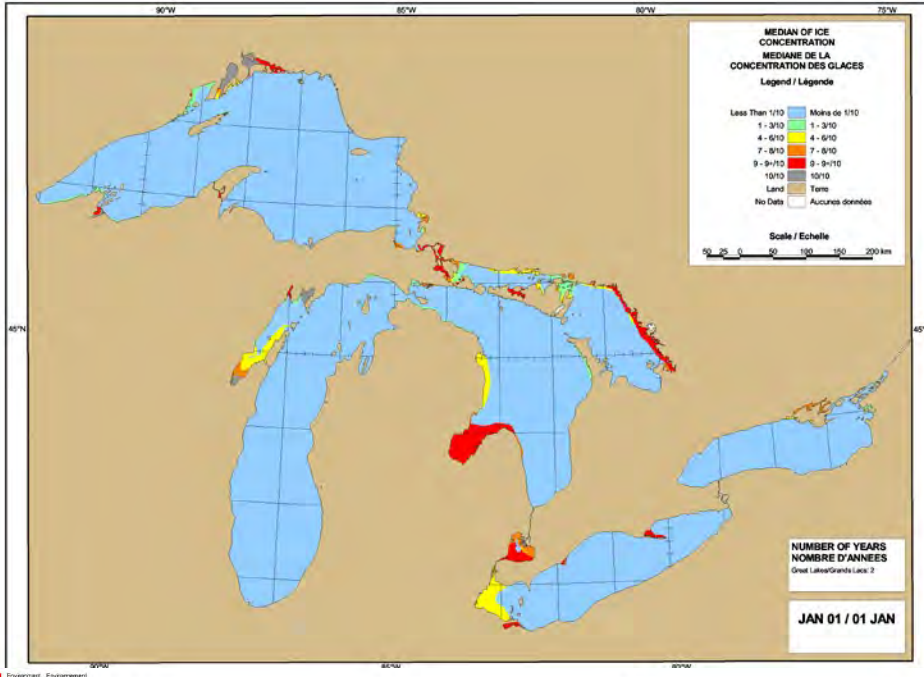 90°W 85°W 80°W 75°W
MEDIAN OF ICE
CONCENTRATION
MEDIANE DE LA
CONCENTRATION DES GLACES
Legend / Légende
Less Than 1/10 Moins de 1/10
1 - 3/10 1 - 3/10
4 - 6/10 4 - 6/10
7 - 8/10 7 - 8/10
9 - 9+/10 9 - 9+/10
10/10 10/10
Land Terre
No Data Aucunes données
Scale / Echelle
50 25 0 50 100 150 200 km
45°N 45°N
NUMBER OF YEARS
NOMBRE D'ANNEES
Great Lakes/Grands Lacs: 2
JAN 01 / 01 JAN
90°W 85°W 80°W